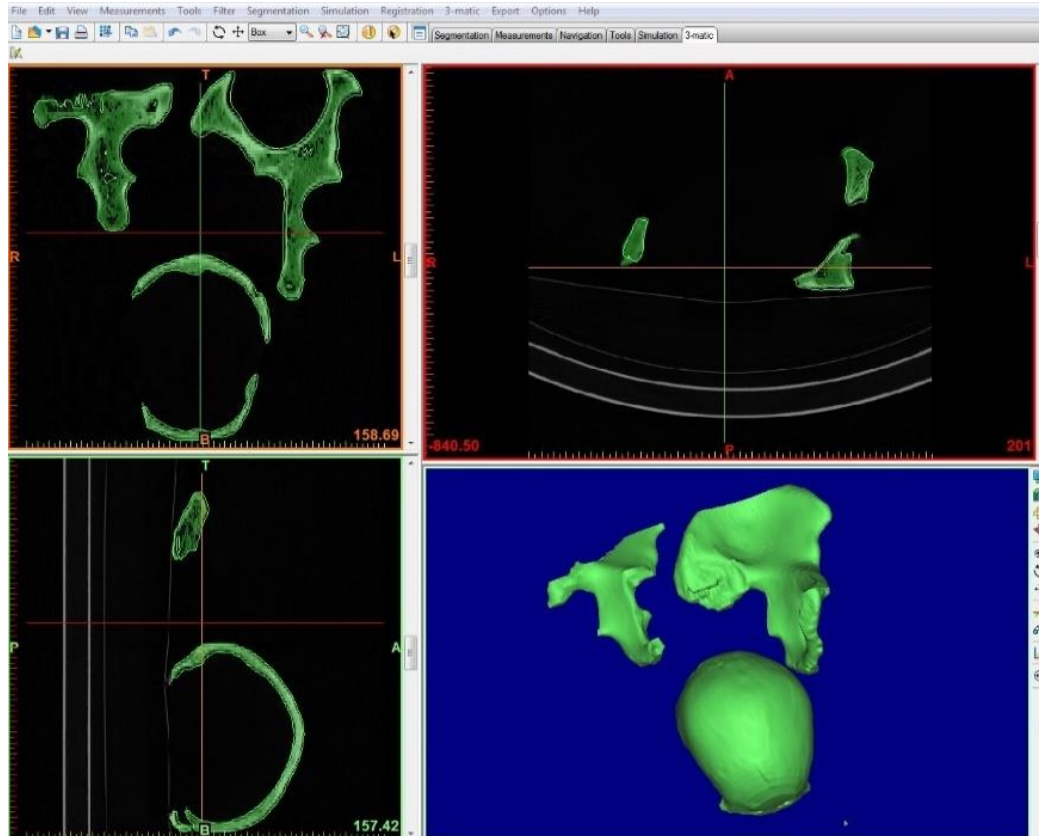 File Edit View Measurements Tools Filter Segmentation Simulation Registration 3-matic Export Options Help
Box Segmentation Measurements Navigation Tools Simulation 3-matic
T
R
L
B
158.69
A
R
L
P
-840.50
201
T
P
A
B
157.42